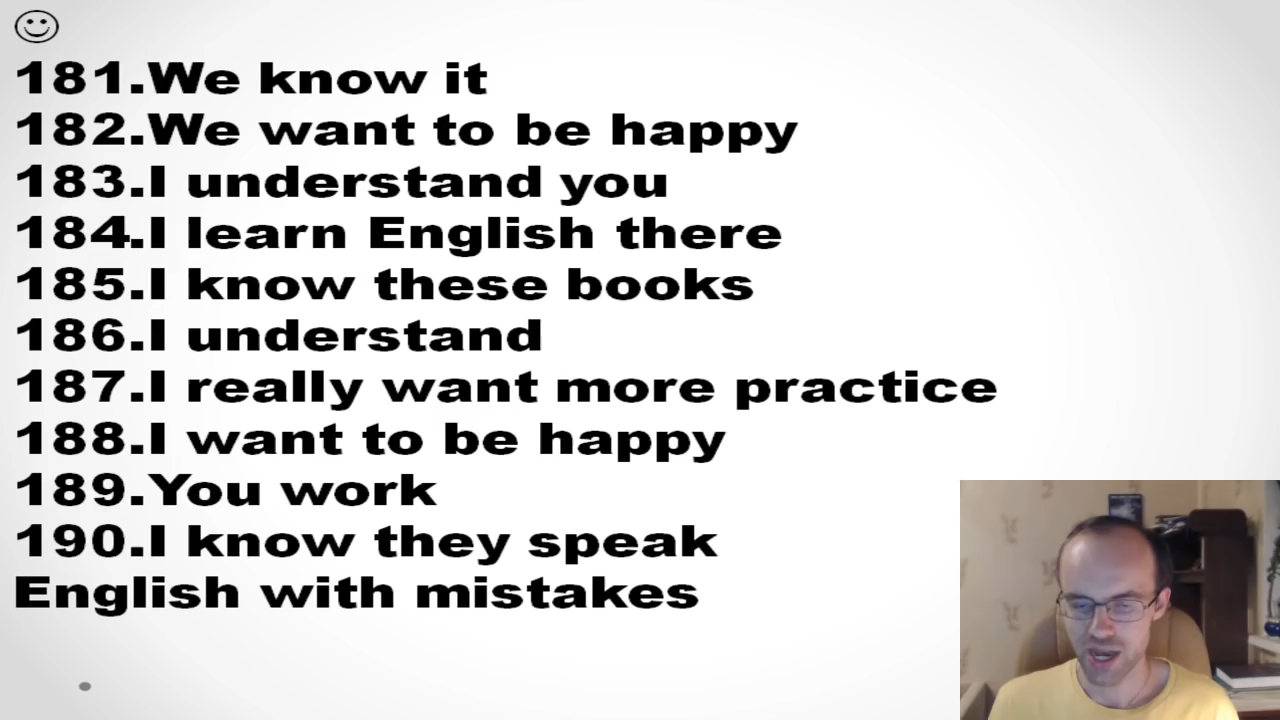 181.We know it
182.We want to be happy
183.I understand you
184.I learn English there
185.I know these books
186.I understand
187.I really want more practice
188.I want to be happy
189.You work
190.I know they speak
English with mistakes